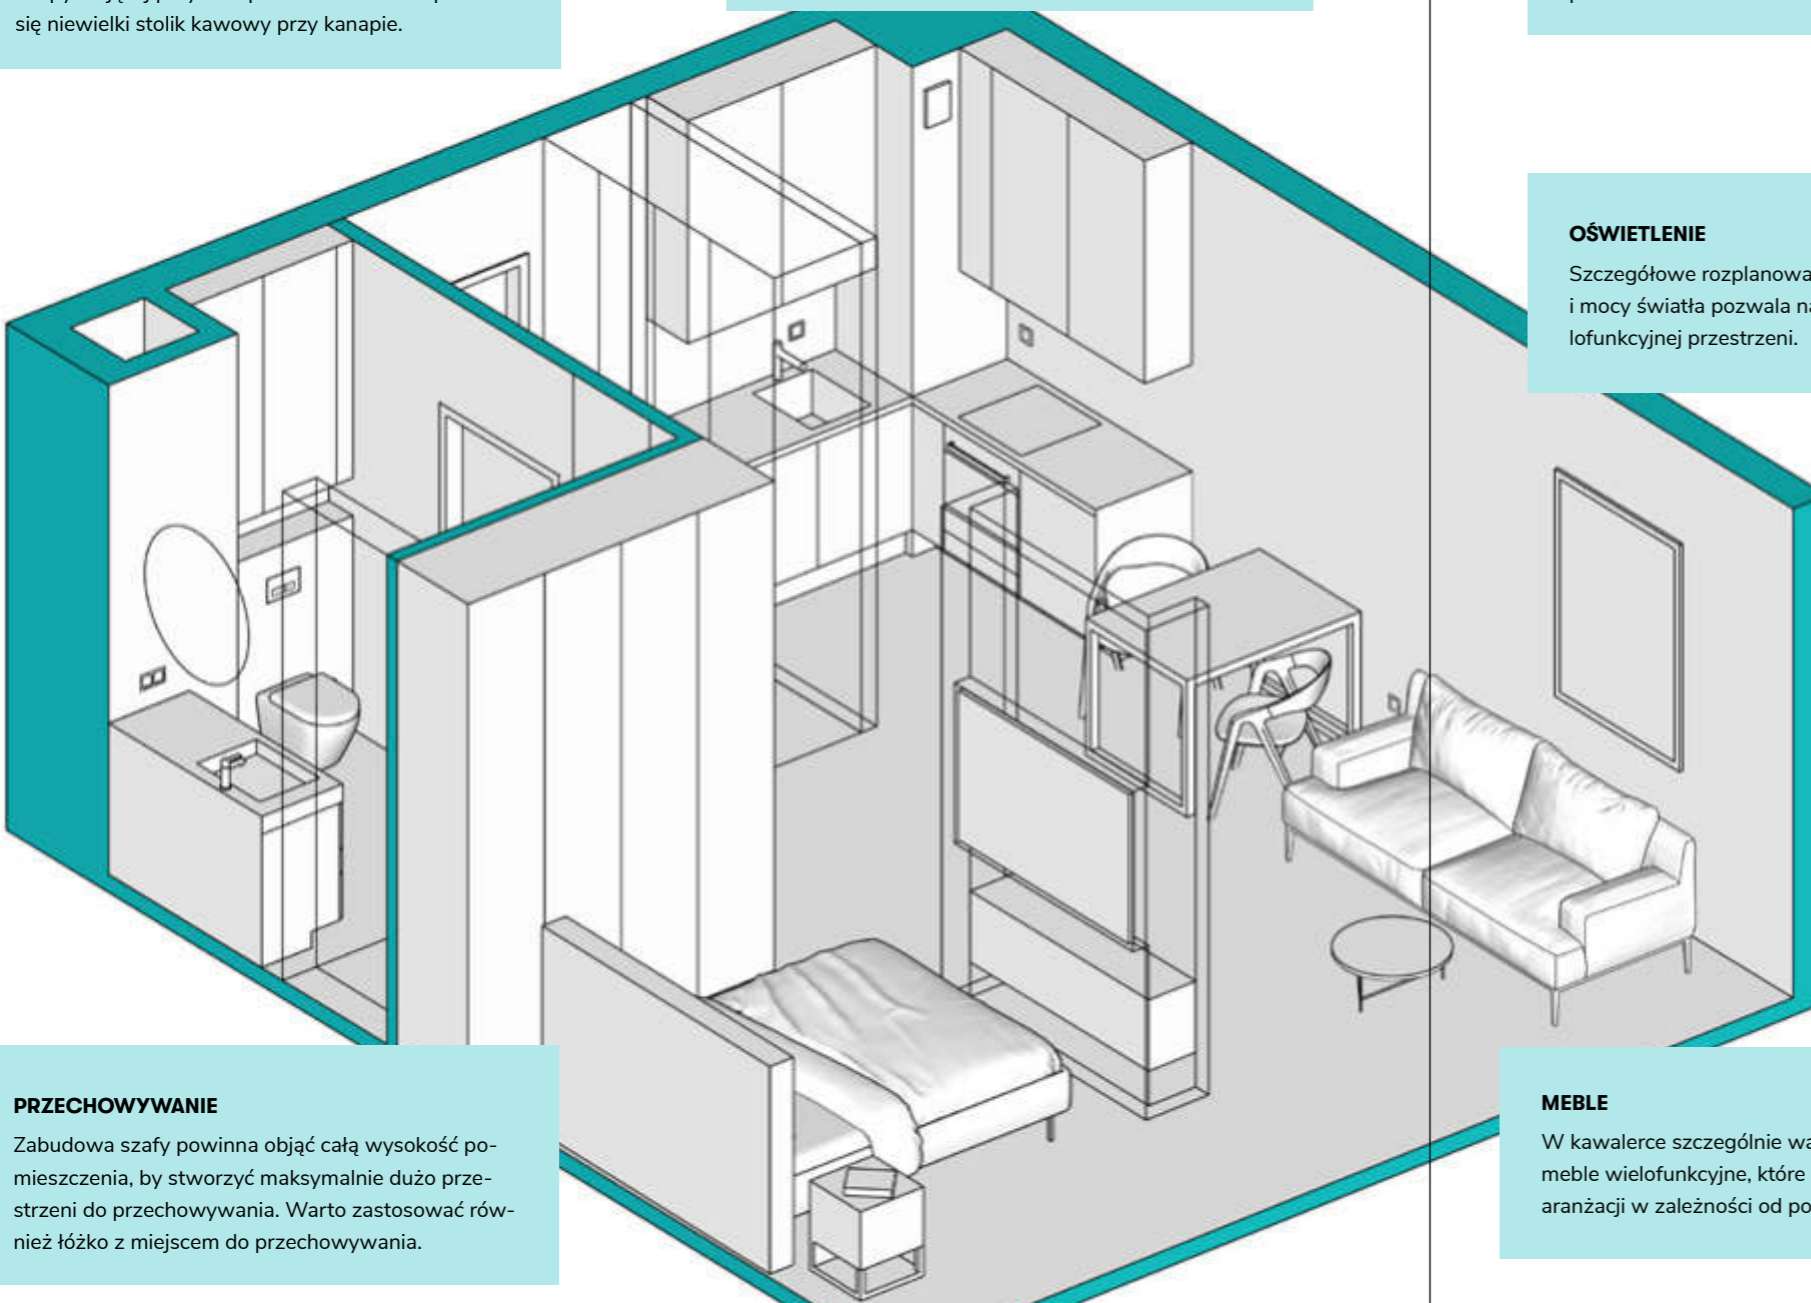 się niewielki stolik kawowy przy kanapie.
OŚWIETLENIE
Szczegółowe rozplanowa
i mocy światła pozwala na
lofunkcyjnej przestrzeni.
PRZECHOWYWANIE
Zabudowa szafy powinna objąć całą wysokość po-
mieszczenia, by stworzyć maksymalnie dużo prze-
strzeni do przechowywania. Warto zastosować rów-
nież łóżko z miejscem do przechowywania.
MEBLE
W kawalerce szczególnie wa
meble wielofunkcyjne, które
aranżacji w zależności od po